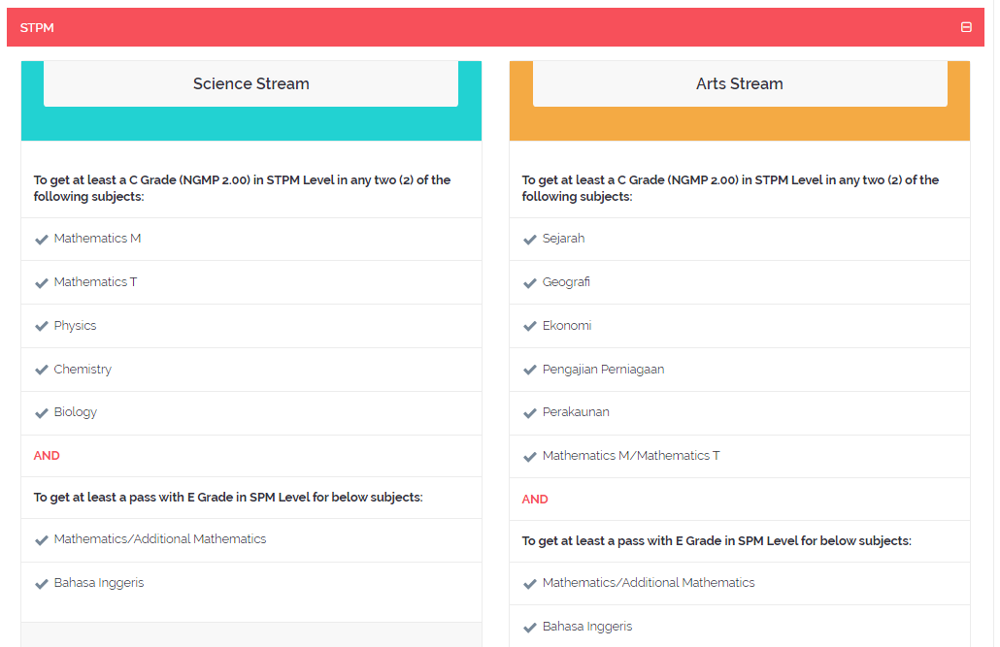 STPM
Science Stream
To get at least a C Grade (NGMP 2.00) in STPM Level in any two (2) of the
following subjects:
Mathematics M
Mathematics T
Physics
Chemistry
Biology
AND
To get at least a pass with E Grade in SPM Level for below subjects:
Mathematics/Additional Mathematics
Bahasa Inggeris
Arts Stream
To get at least a C Grade (NGMP 2.00) in STPM Level in any two (2) of the
following subjects:
Sejarah
Geografi
Ekonomi
Pengajian Perniagaan
Perakaunan
Mathematics M/Mathematics T
AND
To get at least a pass with E Grade in SPM Level for below subjects:
Mathematics/Additional Mathematics
Bahasa Inggeris